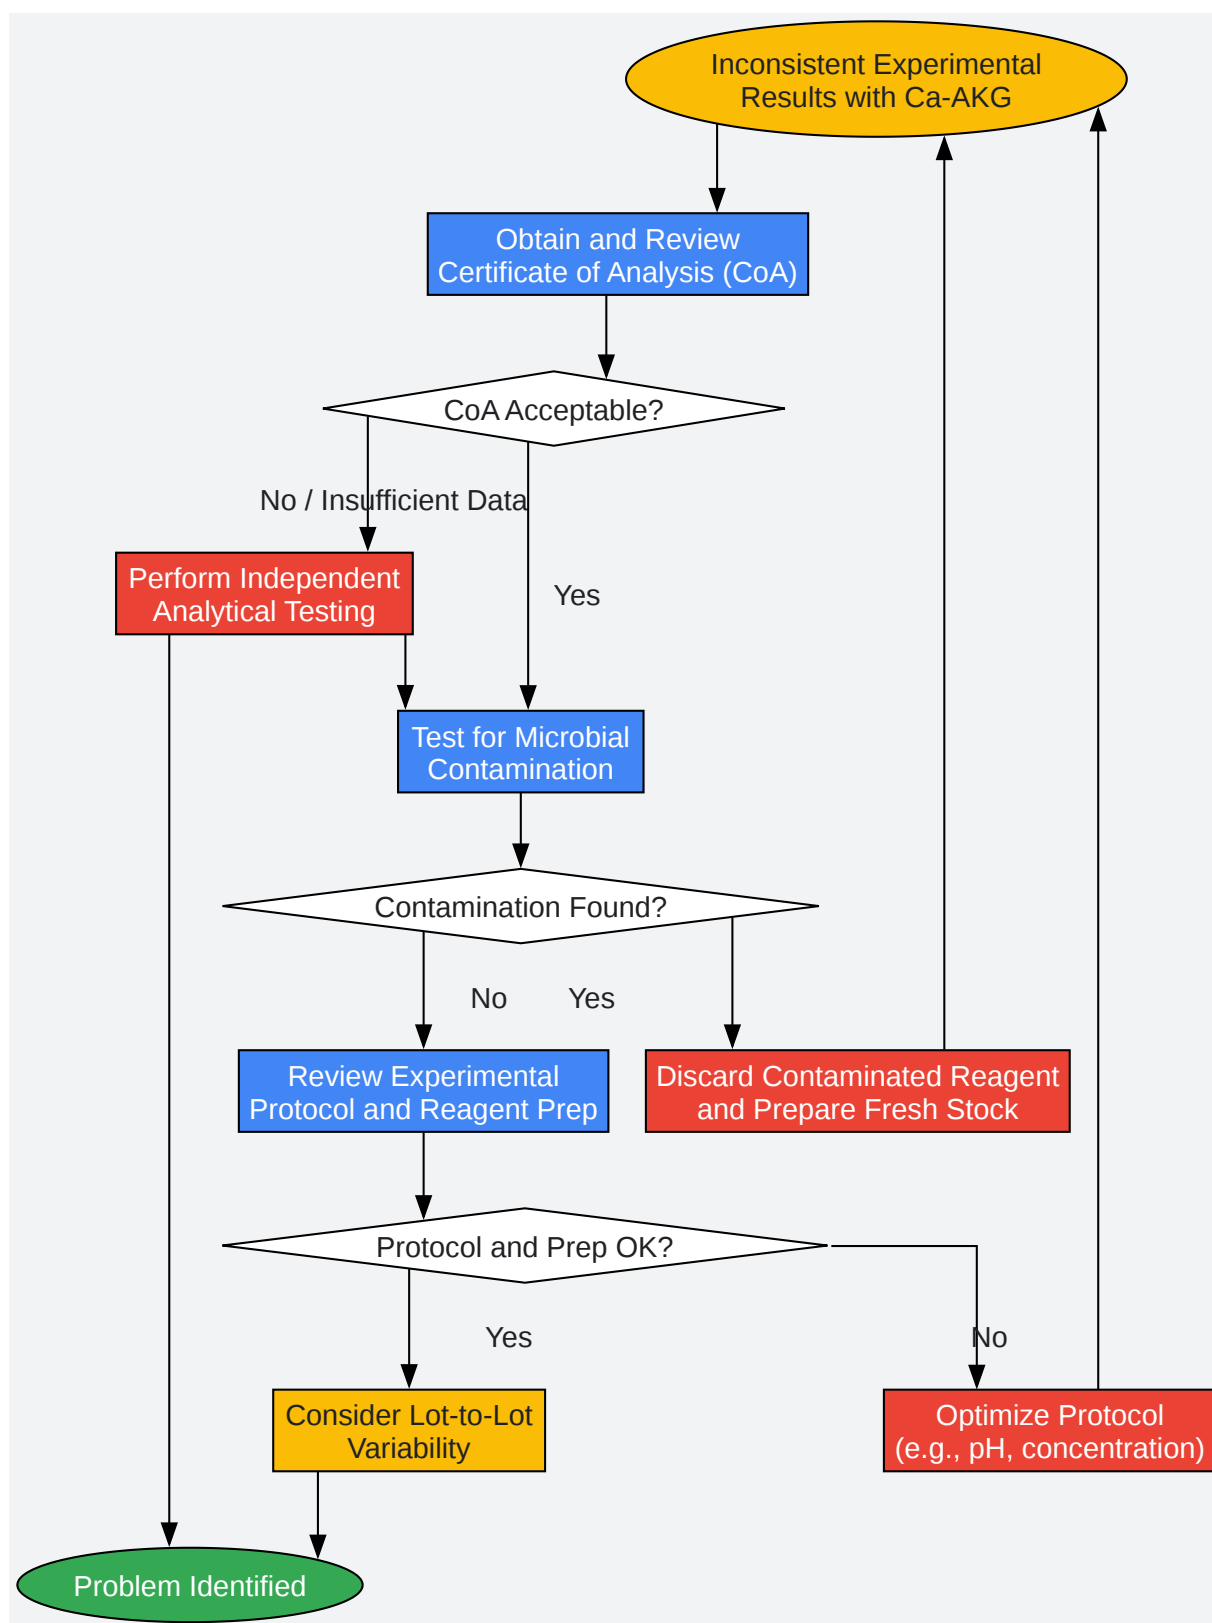 Inconsistent Experimental
Results with Ca-AKG
Obtain and Review
Certificate of Analysis (CoA)
CoA Acceptable?
No / Insufficient Data
Perform Independent
Analytical Testing
Yes
Test for Microbial
Contamination
Contamination Found?
No
Yes
Review Experimental
Protocol and Reagent Prep
Discard Contaminated Reagent
and Prepare Fresh Stock
Protocol and Prep OK?
Yes
No
Consider Lot-to-Lot
Variability
Optimize Protocol
(e.g., pH, concentration)
Problem Identified